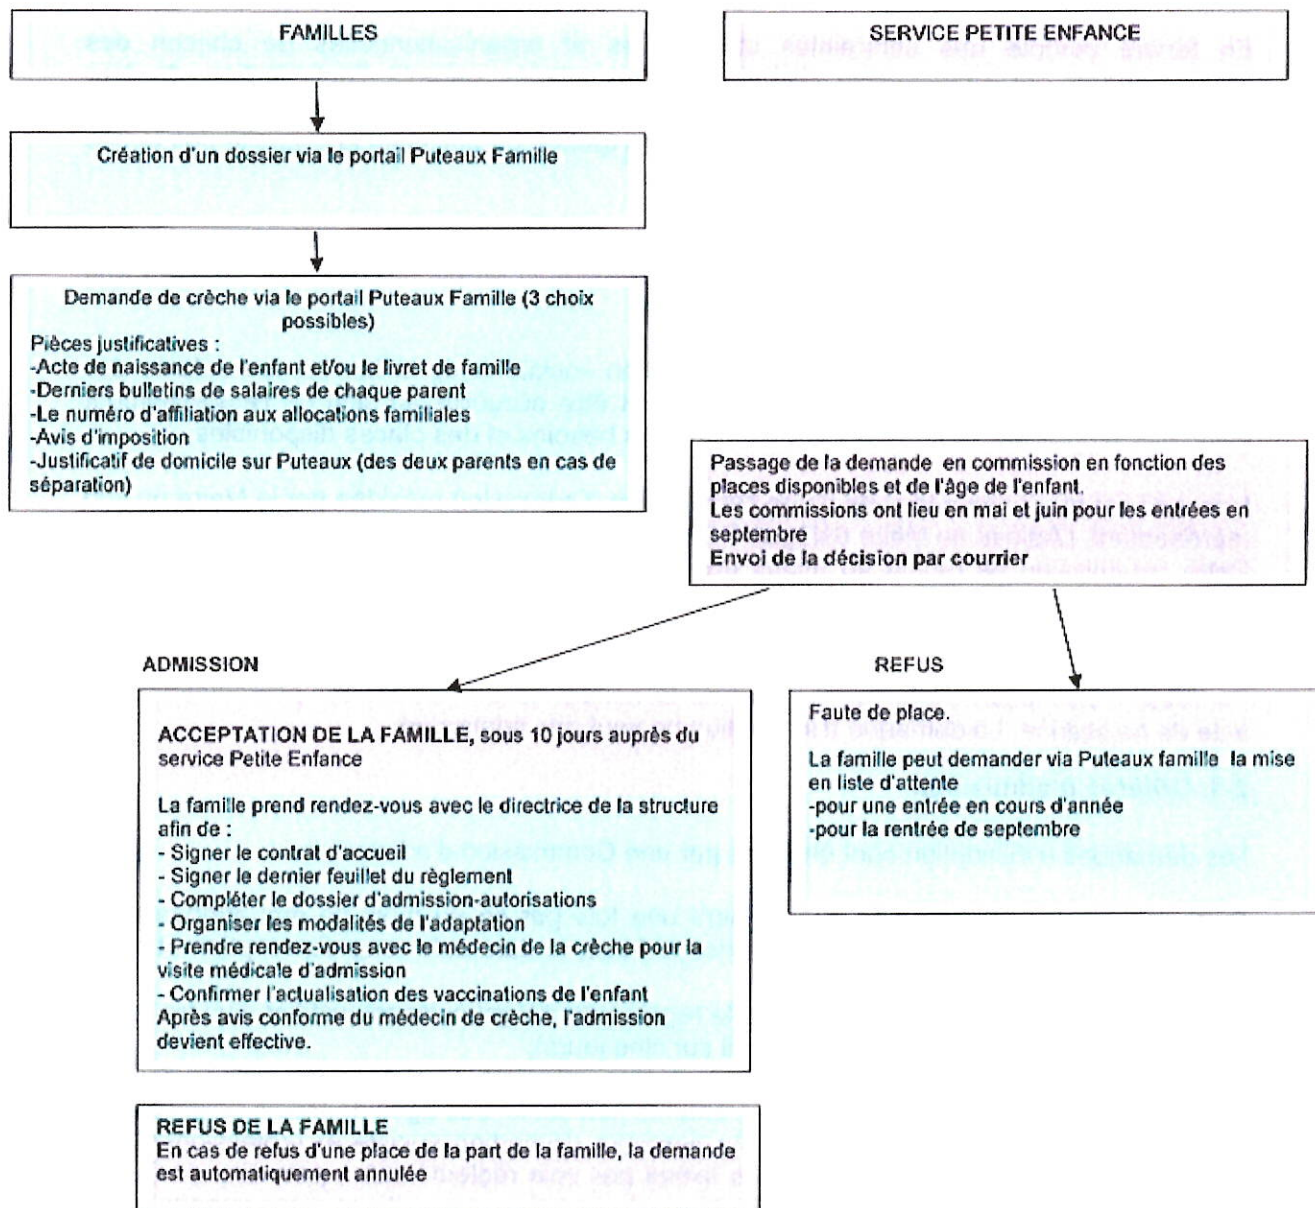 FAMILLES
SERVICE PETITE ENFANCE
Création d'un dossier via le portail Puteaux Famille
Demande de crèche via le portail Puteaux Famille (3 choix
possibles)
Pièces justificatives :
-Acte de naissance de l'enfant et/ou le livret de famille
-Derniers bulletins de salaires de chaque parent
-Le numéro d'affiliation aux allocations familiales
-Avis d'imposition
-Justificatif de domicile sur Puteaux (des deux parents en cas de
séparation)
Passage de la demande en commission en fonction des
places disponibles et de l'âge de l'enfant.
Les commissions ont lieu en mai et juin pour les entrées en
septembre
Envoi de la décision par courrier
ADMISSION
ACCEPTATION DE LA FAMILLE, sous 10 jours auprès du
service Petite Enfance
La famille prend rendez-vous avec le directrice de la structure
afin de :
- Signer le contrat d'accueil
- Signer le dernier feuillet du règlement
- Compléter le dossier d'admission-autorisations
- Organiser les modalités de l'adaptation
- Prendre rendez-vous avec le médecin de la crèche pour la
visite médicale d'admission
- Confirmer l'actualisation des vaccinations de l'enfant
Après avis conforme du médecin de crèche, l'admission
devient effective.
REFUS
Faute de place.
La famille peut demander via Puteaux famille la mise
en liste d'attente
-pour une entrée en cours d'année
-pour la rentrée de septembre
REFUS DE LA FAMILLE
En cas de refus d'une place de la part de la famille, la demande
est automatiquement annulée